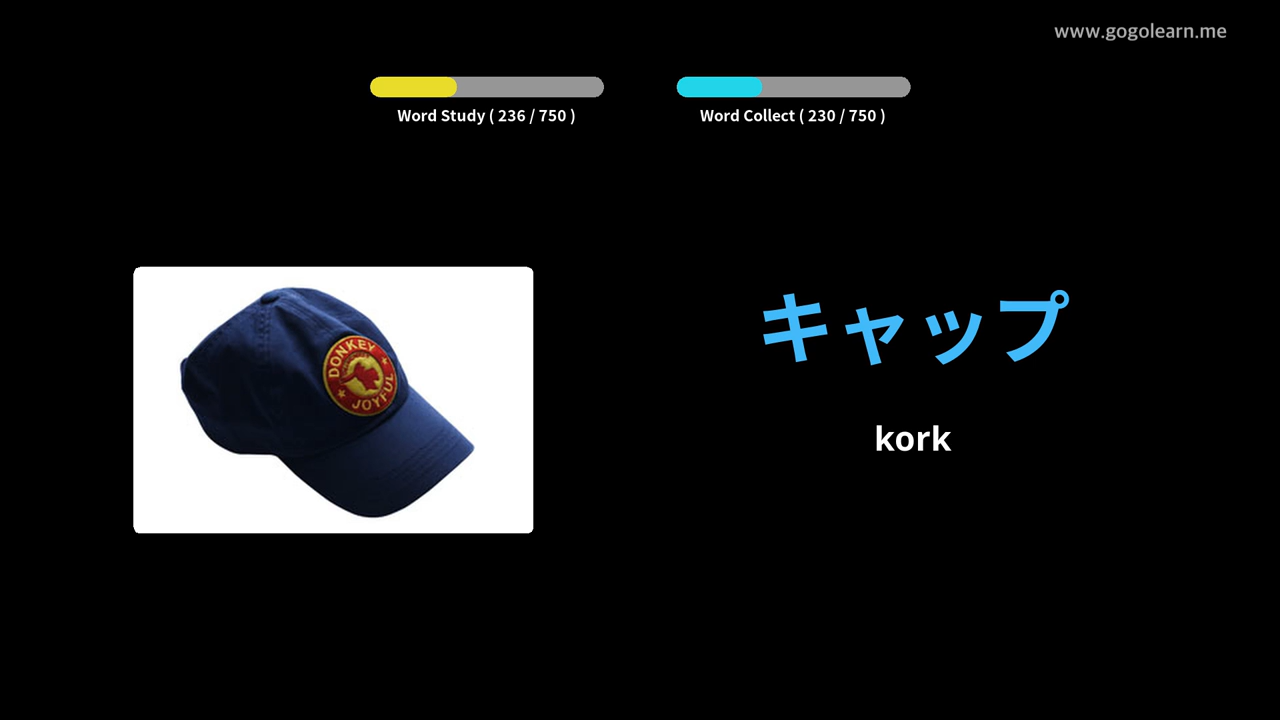 www.gogolearn.me
Word Study ( 236 / 750 )
Word Collect ( 230 / 750 )
DONKEY
JOYFUL
キャップ
kork